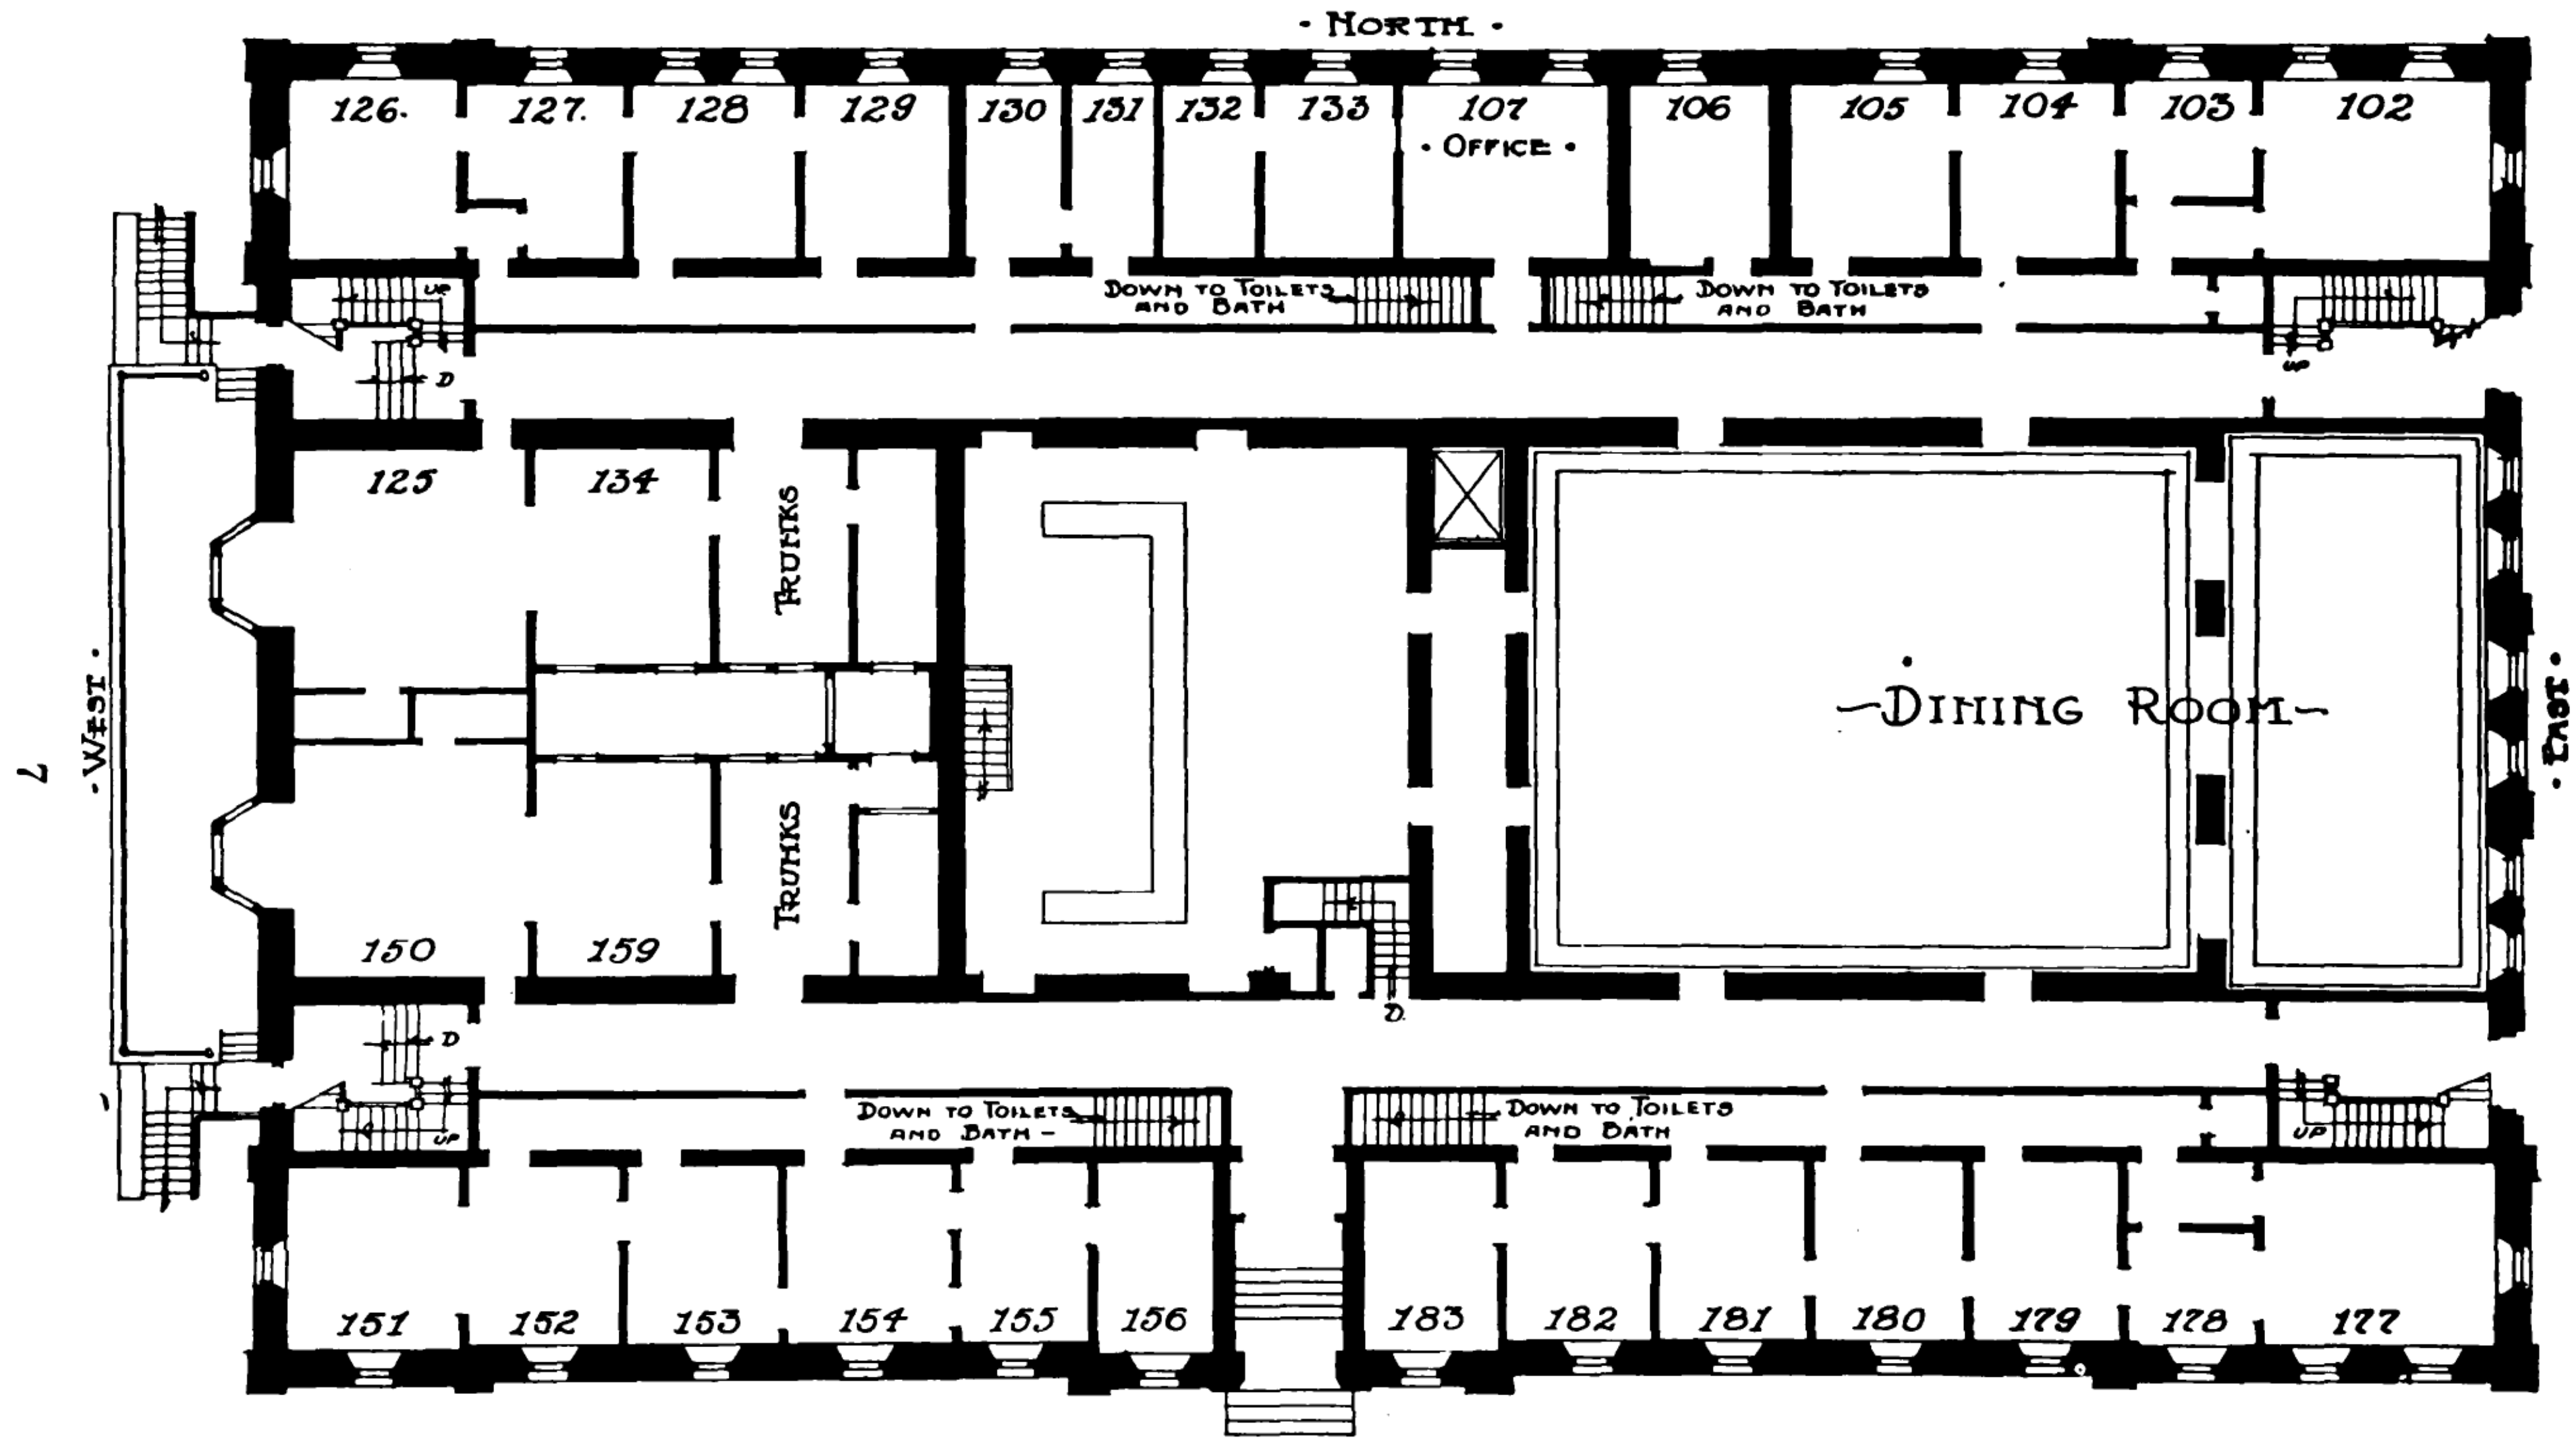 · NORTH ·
126. 127. 128 129 130 131 132 133 107 106 105 104 103 102
· OFFICE ·
UP
DOWN TO TOILETS
AND BATH
DOWN TO TOILETS
AND BATH
UP
D
125 134
TRUNKS
· WEST ·
7
~DINING ROOM~
· EAST ·
TRUNKS
150 159
D.
D
UP
DOWN TO TOILETS
AND BATH -
DOWN TO TOILETS
AND BATH
UP
151 152 153 154 155 156 183 182 181 180 179 178 177